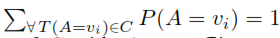 ∑∀ T(A=vᵢ)∈C P(A = vᵢ) = 1